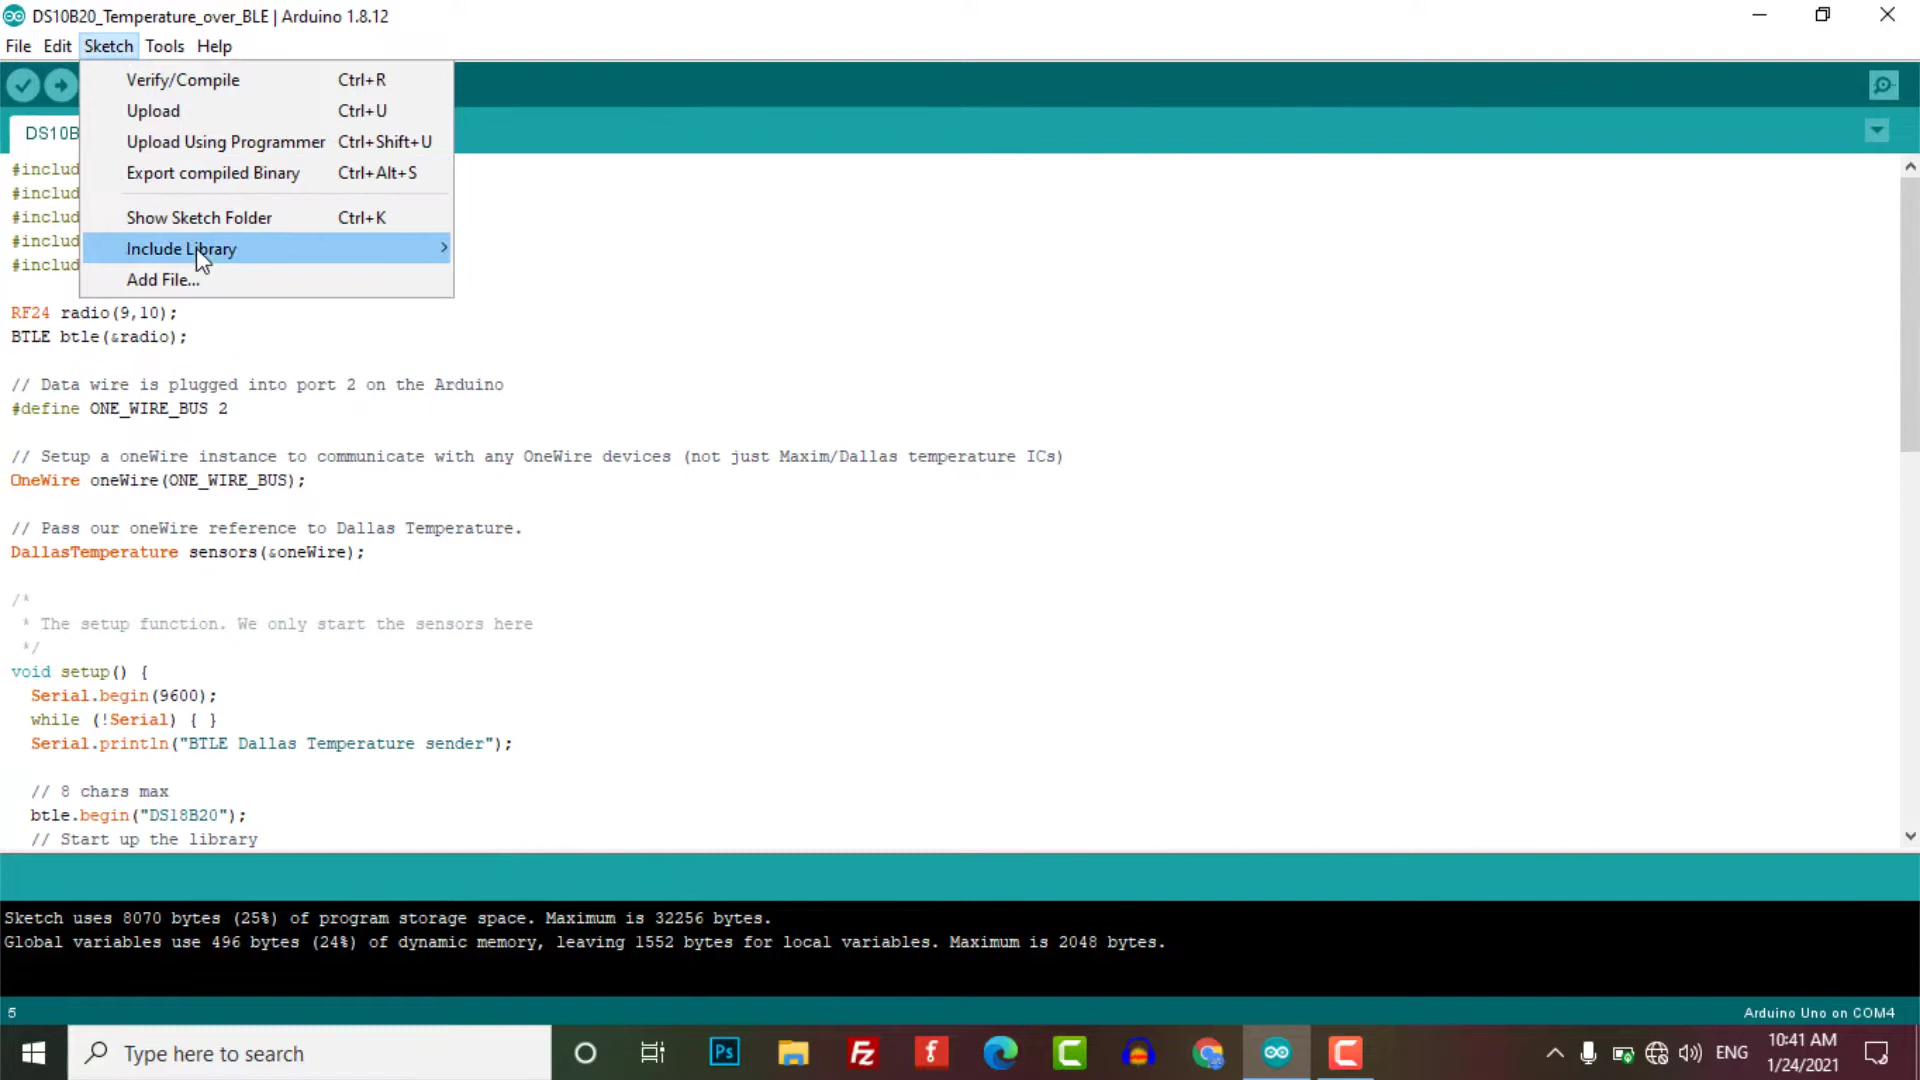 DS10B20_Temperature_over_BLE | Arduino 1.8.12
File Edit Sketch Tools Help
Verify/Compile Ctrl+R
Upload Ctrl+U
Upload Using Programmer Ctrl+Shift+U
Export compiled Binary Ctrl+Alt+S
Show Sketch Folder Ctrl+K
Include Library
Add File...
DS10B
#includ
#includ
#includ
#includ
#includ
RF24 radio(9,10);
BTLE btle(&radio);
// Data wire is plugged into port 2 on the Arduino
#define ONE_WIRE_BUS 2
// Setup a oneWire instance to communicate with any OneWire devices (not just Maxim/Dallas temperature ICs)
OneWire oneWire(ONE_WIRE_BUS);
// Pass our oneWire reference to Dallas Temperature.
DallasTemperature sensors(&oneWire);
/*
* The setup function. We only start the sensors here
*/
void setup() {
Serial.begin(9600);
while (!Serial) { }
Serial.println("BTLE Dallas Temperature sender");
// 8 chars max
btle.begin("DS18B20");
// Start up the library
Sketch uses 8070 bytes (25%) of program storage space. Maximum is 32256 bytes.
Global variables use 496 bytes (24%) of dynamic memory, leaving 1552 bytes for local variables. Maximum is 2048 bytes.
5 Arduino Uno on COM4
Type here to search
Ps
Fz
f
ENG
10:41 AM
1/24/2021